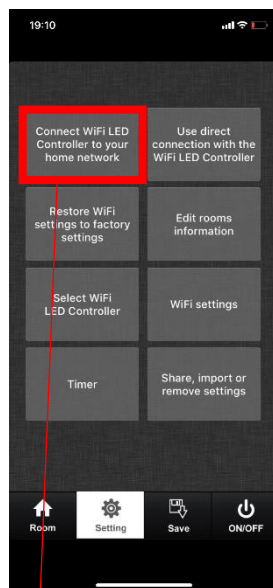 19:10
Connect WiFi LED
Controller to your
home network
Use direct
connection with the
WiFi LED Controller
Restore WiFi
settings to factory
settings
Edit rooms
information
Select WiFi
LED Controller
WiFi settings
Timer
Share, import or
remove settings
Room
Setting
Save
ON/OFF